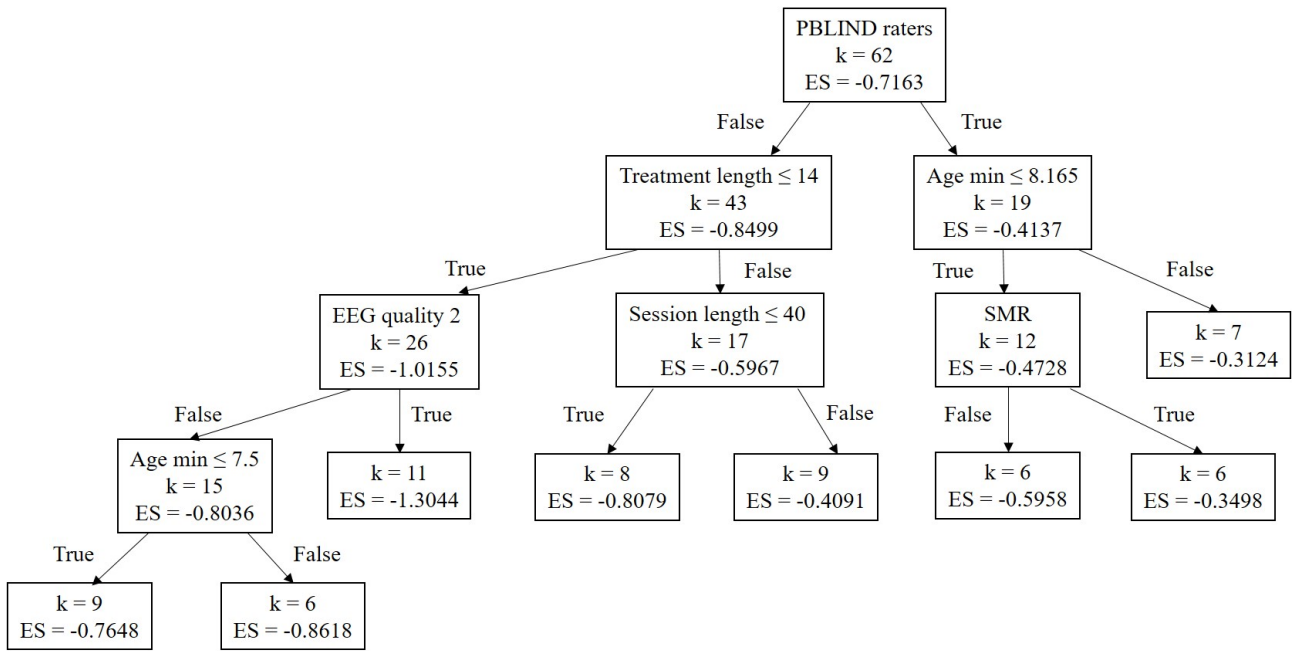 PBLIND raters
k = 62
ES = -0.7163
False
True
Treatment length ≤ 14
k = 43
ES = -0.8499
Age min ≤ 8.165
k = 19
ES = -0.4137
True
False
True
False
EEG quality 2
k = 26
ES = -1.0155
Session length ≤ 40
k = 17
ES = -0.5967
SMR
k = 12
ES = -0.4728
k = 7
ES = -0.3124
False
True
True
False
False
True
Age min ≤ 7.5
k = 15
ES = -0.8036
k = 11
ES = -1.3044
k = 8
ES = -0.8079
k = 9
ES = -0.4091
k = 6
ES = -0.5958
k = 6
ES = -0.3498
True
False
k = 9
ES = -0.7648
k = 6
ES = -0.8618